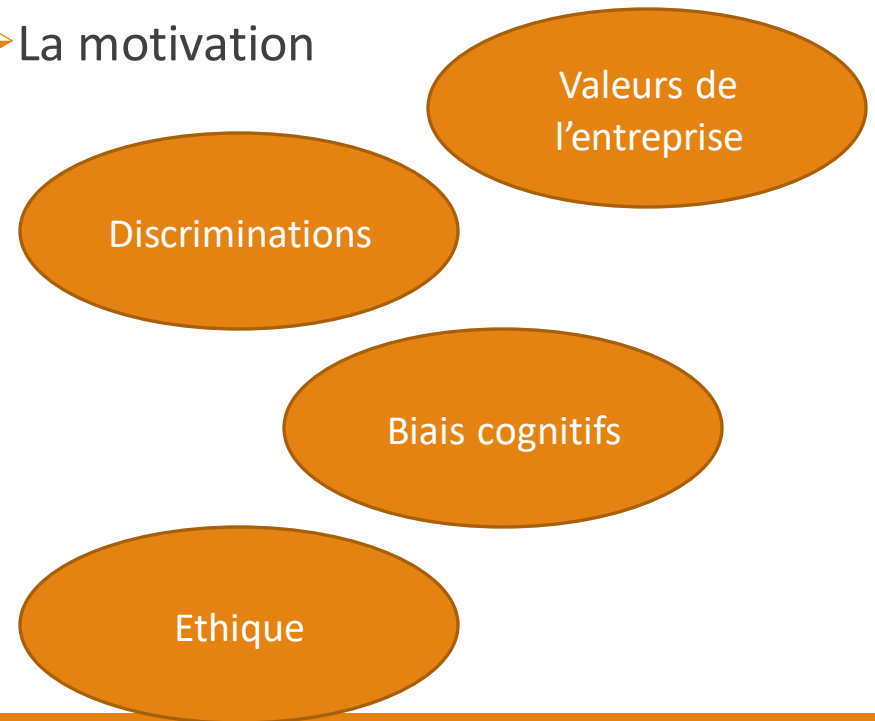 La motivation
Valeurs de
l’entreprise
Discriminations
Biais cognitifs
Ethique